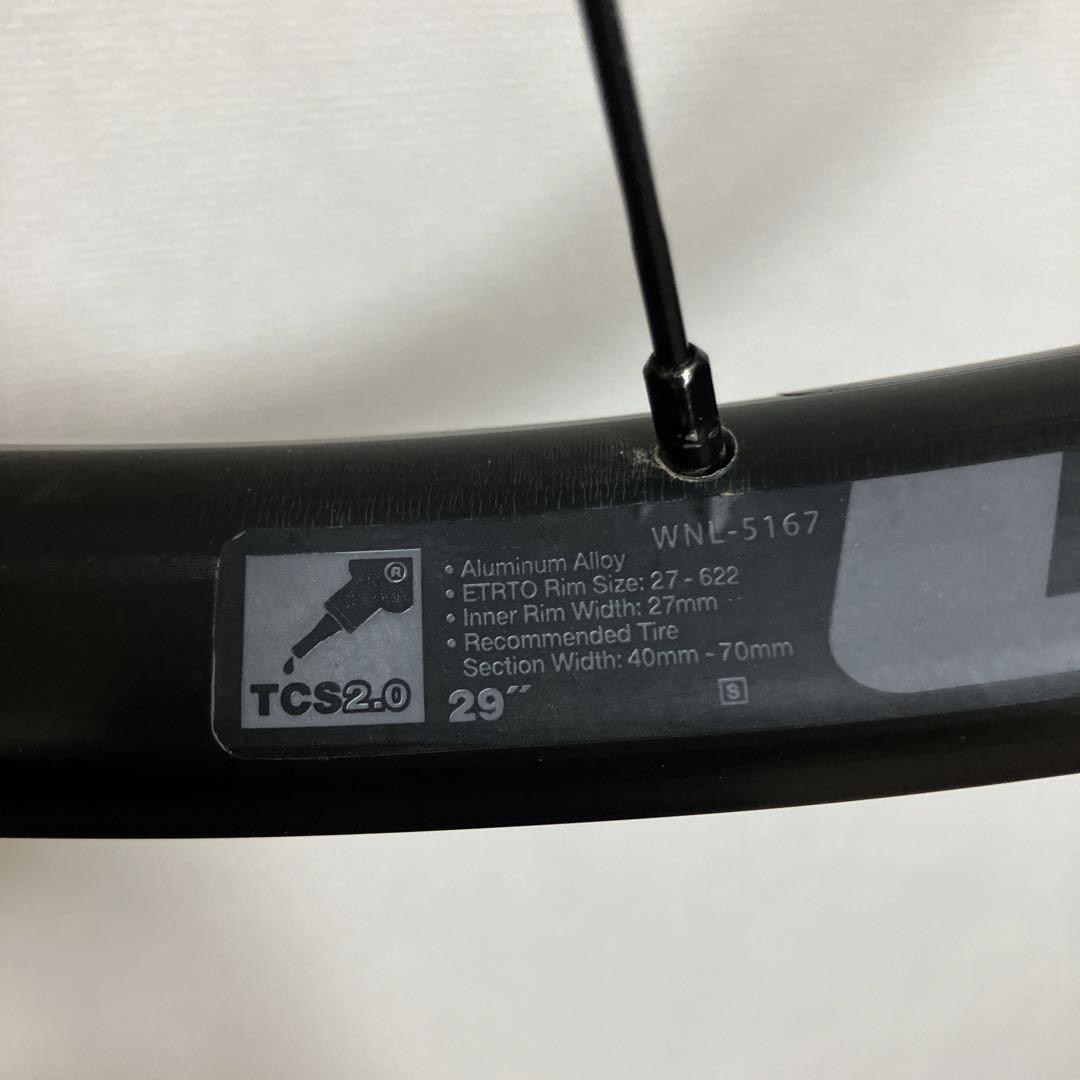 WNL-5167
® 
TCS2.0
• Aluminum Alloy
• ETRTO Rim Size: 27 - 622
• Inner Rim Width: 27mm
• Recommended Tire
Section Width: 40mm - 70mm
29"
S